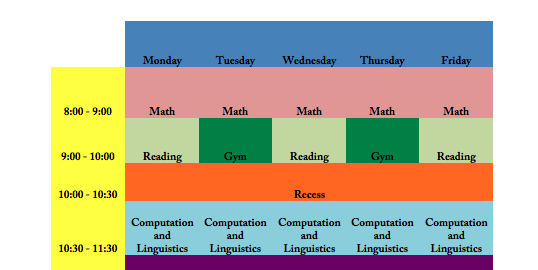 Monday Tuesday Wednesday Thursday Friday
8:00 - 9:00 Math Math Math Math Math
9:00 - 10:00 Reading Gym Reading Gym Reading
10:00 - 10:30 Recess
Computation Computation Computation Computation Computation
and and and and and
10:30 - 11:30 Linguistics Linguistics Linguistics Linguistics Linguistics